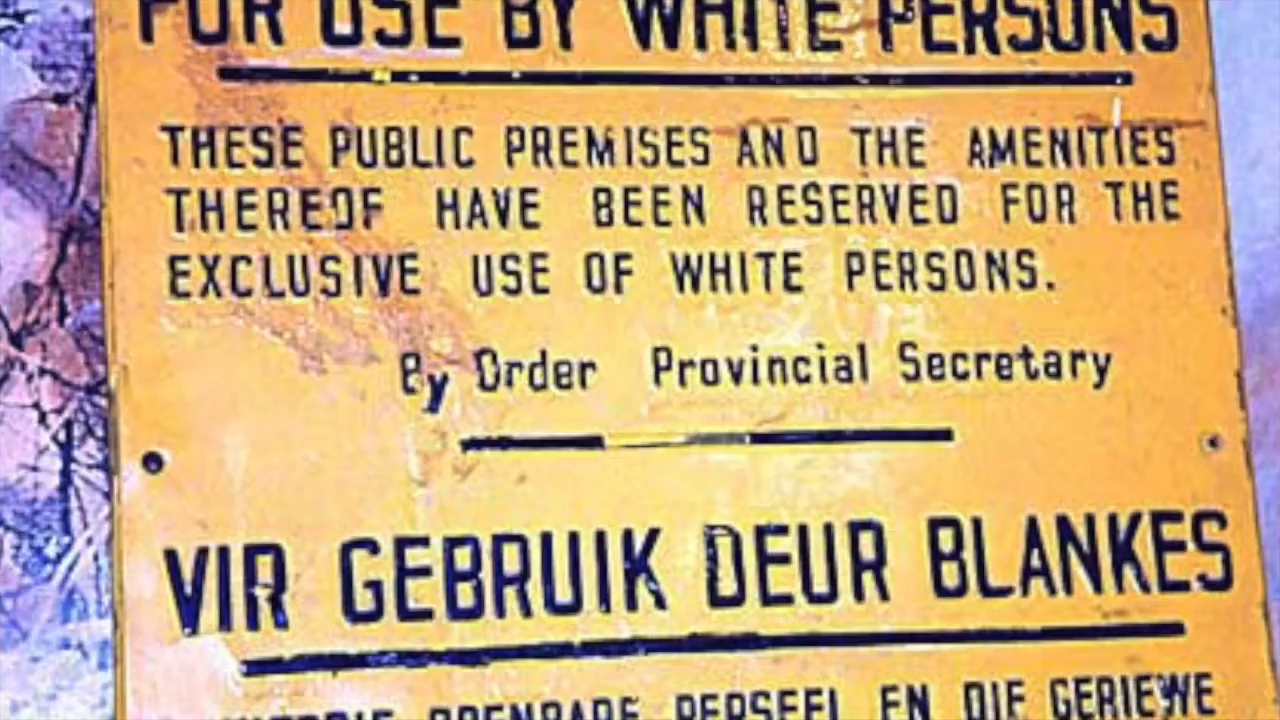 FOR USE BY WHITE PERSONS
THESE PUBLIC PREMISES AND THE AMENITIES
THEREOF HAVE BEEN RESERVED FOR THE
EXCLUSIVE USE OF WHITE PERSONS.
By Order Provincial Secretary
VIR GEBRUIK DEUR BLANKES
OPENBARE PERSEEL EN DIE GERIEWE